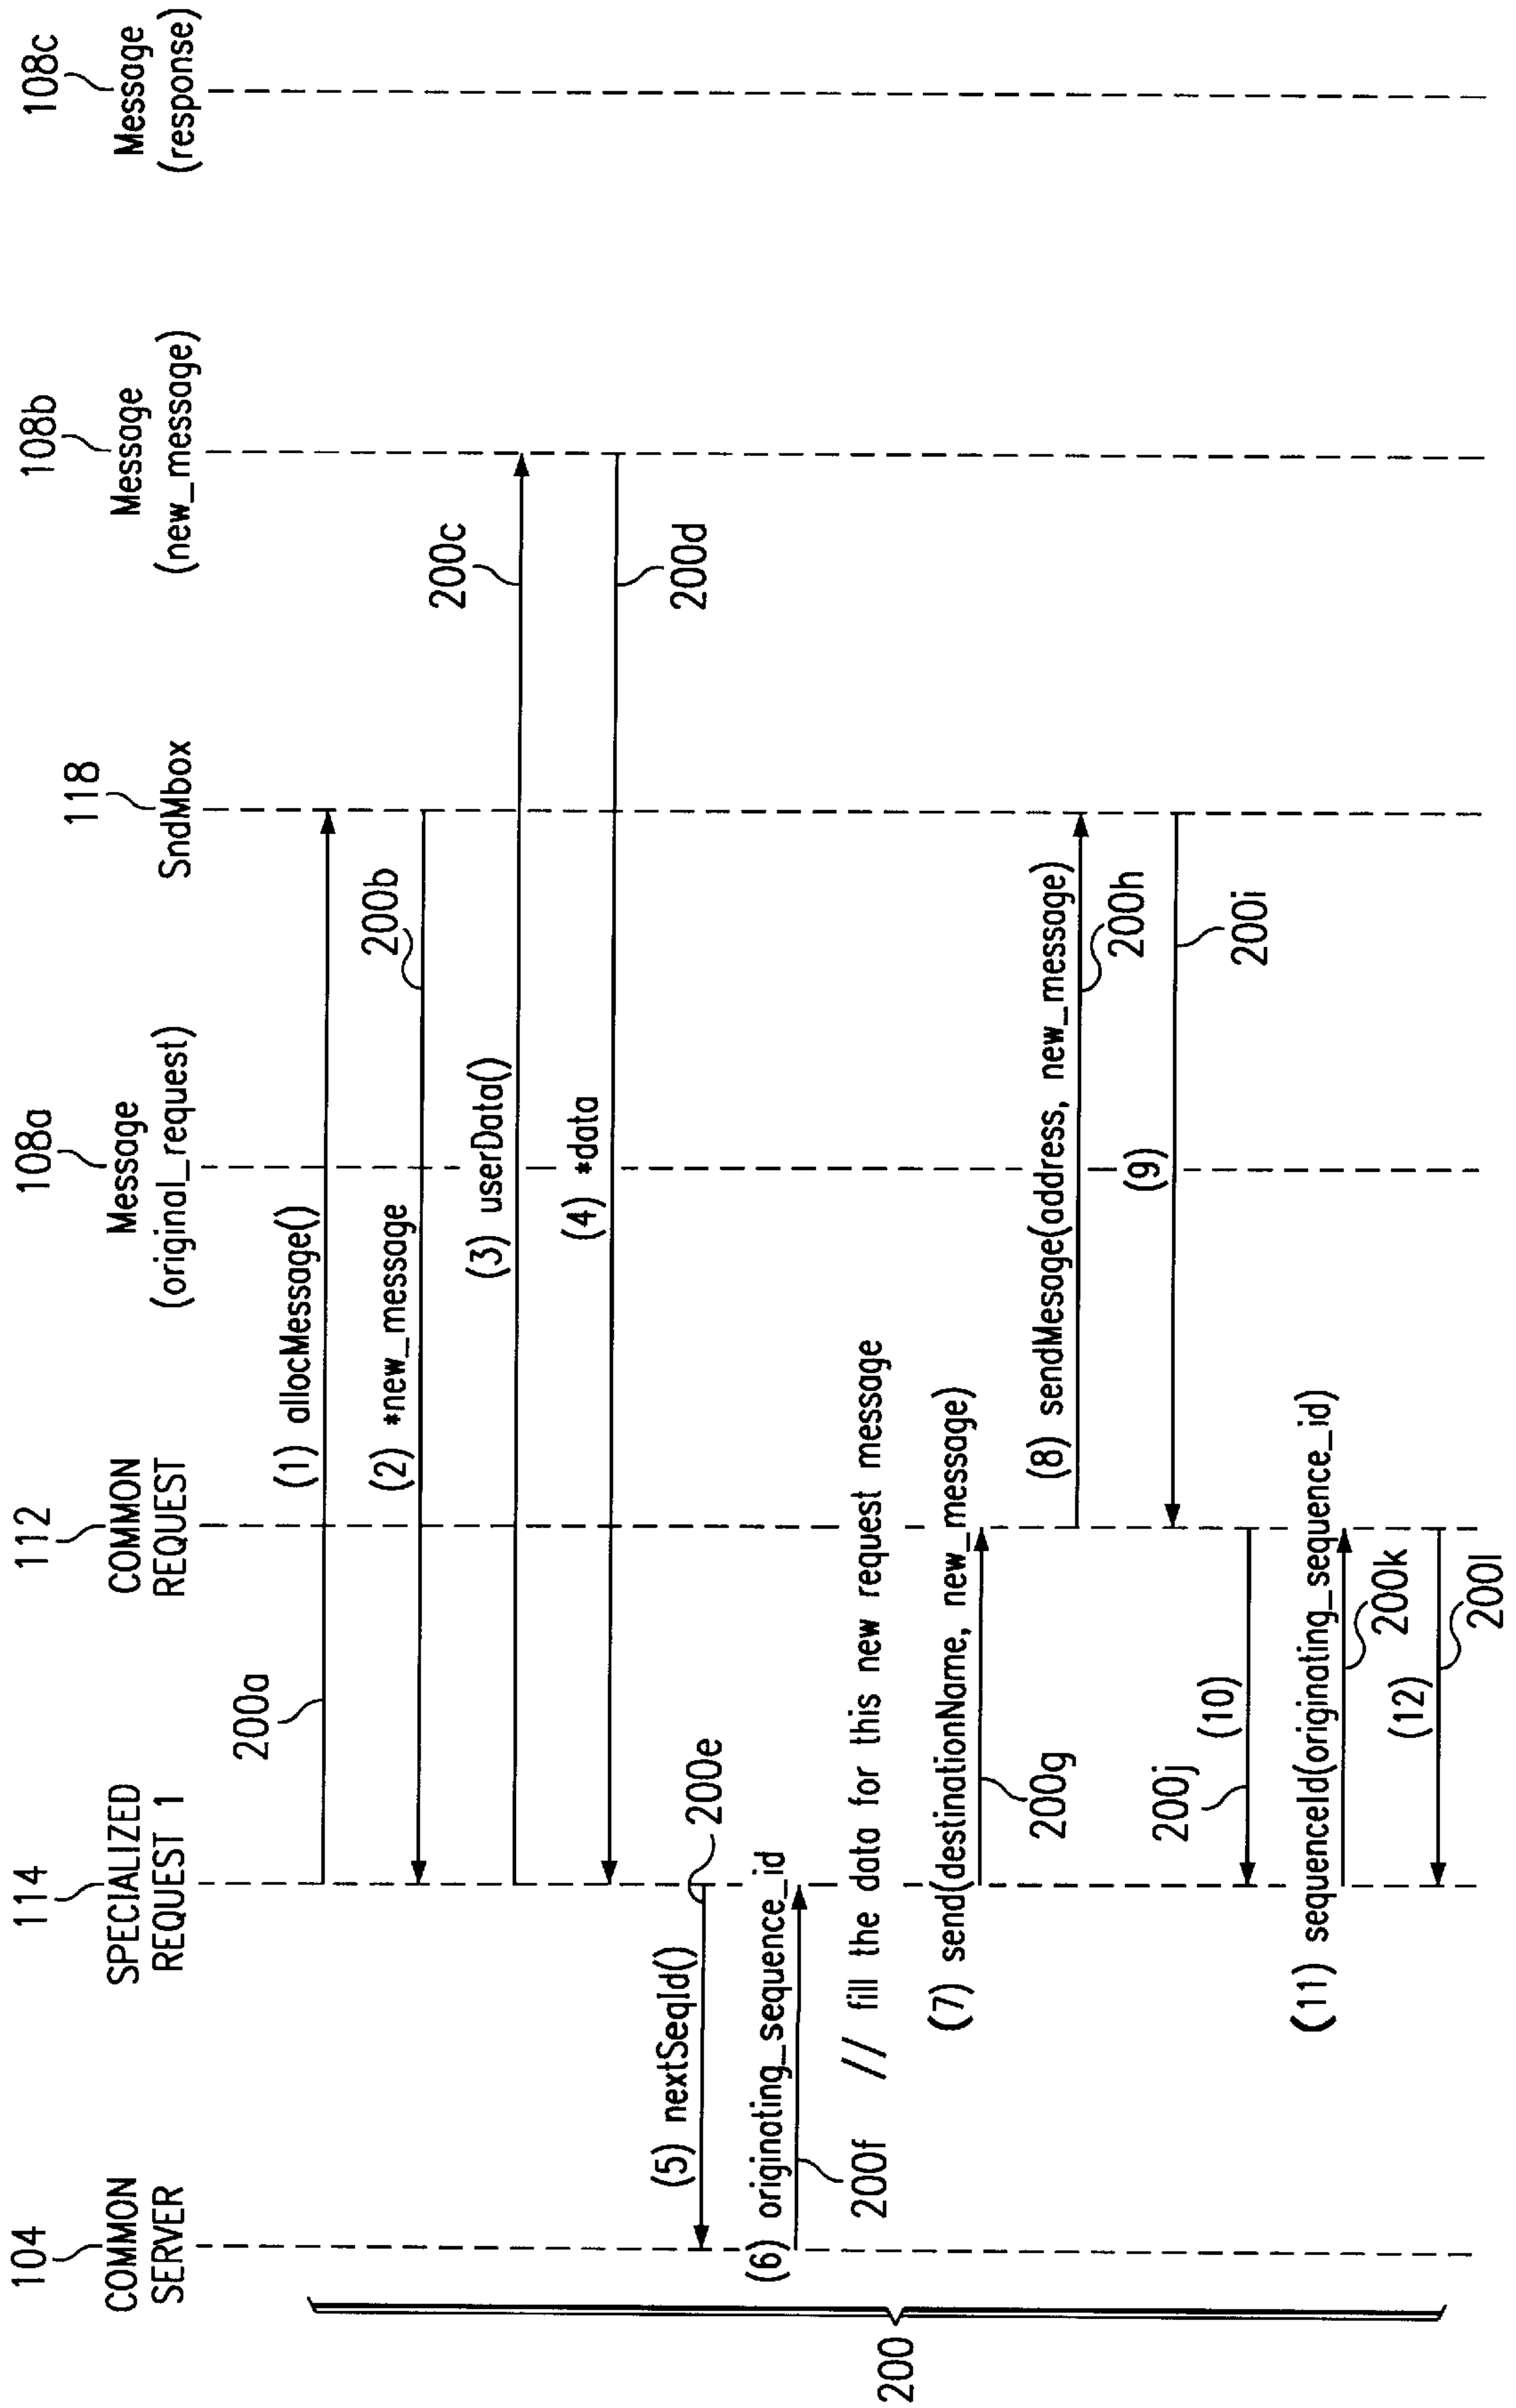 104
COMMON
SERVER
114
SPECIALIZED
REQUEST 1
112
COMMON
REQUEST
108a
Message
(original_request)
118
SndMbox
108b
Message
(new_message)
108c
Message
(response)
200a
(1) allocMessage()
(2) *new_message
200b
(3) userData()
200c
(4) *data
200d
(5) nextSeqId()
200e
(6) originating_sequence_id
200f
// fill the data for this new request message
(7) send(destinationName, new_message)
200g
(8) sendMesage(address, new_message)
200h
(9)
200i
(10)
200j
(11) sequenceId(originating_sequence_id)
200k
(12)
200l
200